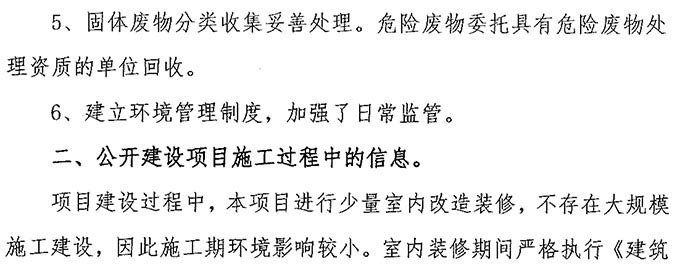 5、固体废物分类收集妥善处理。危险废物委托具有危险废物处
理资质的单位回收。
6、建立环境管理制度，加强了日常监管。
二、公开建设项目施工过程中的信息。
项目建设过程中，本项目进行少量室内改造装修，不存在大规模
施工建设，因此施工期环境影响较小。室内装修期间严格执行《建筑